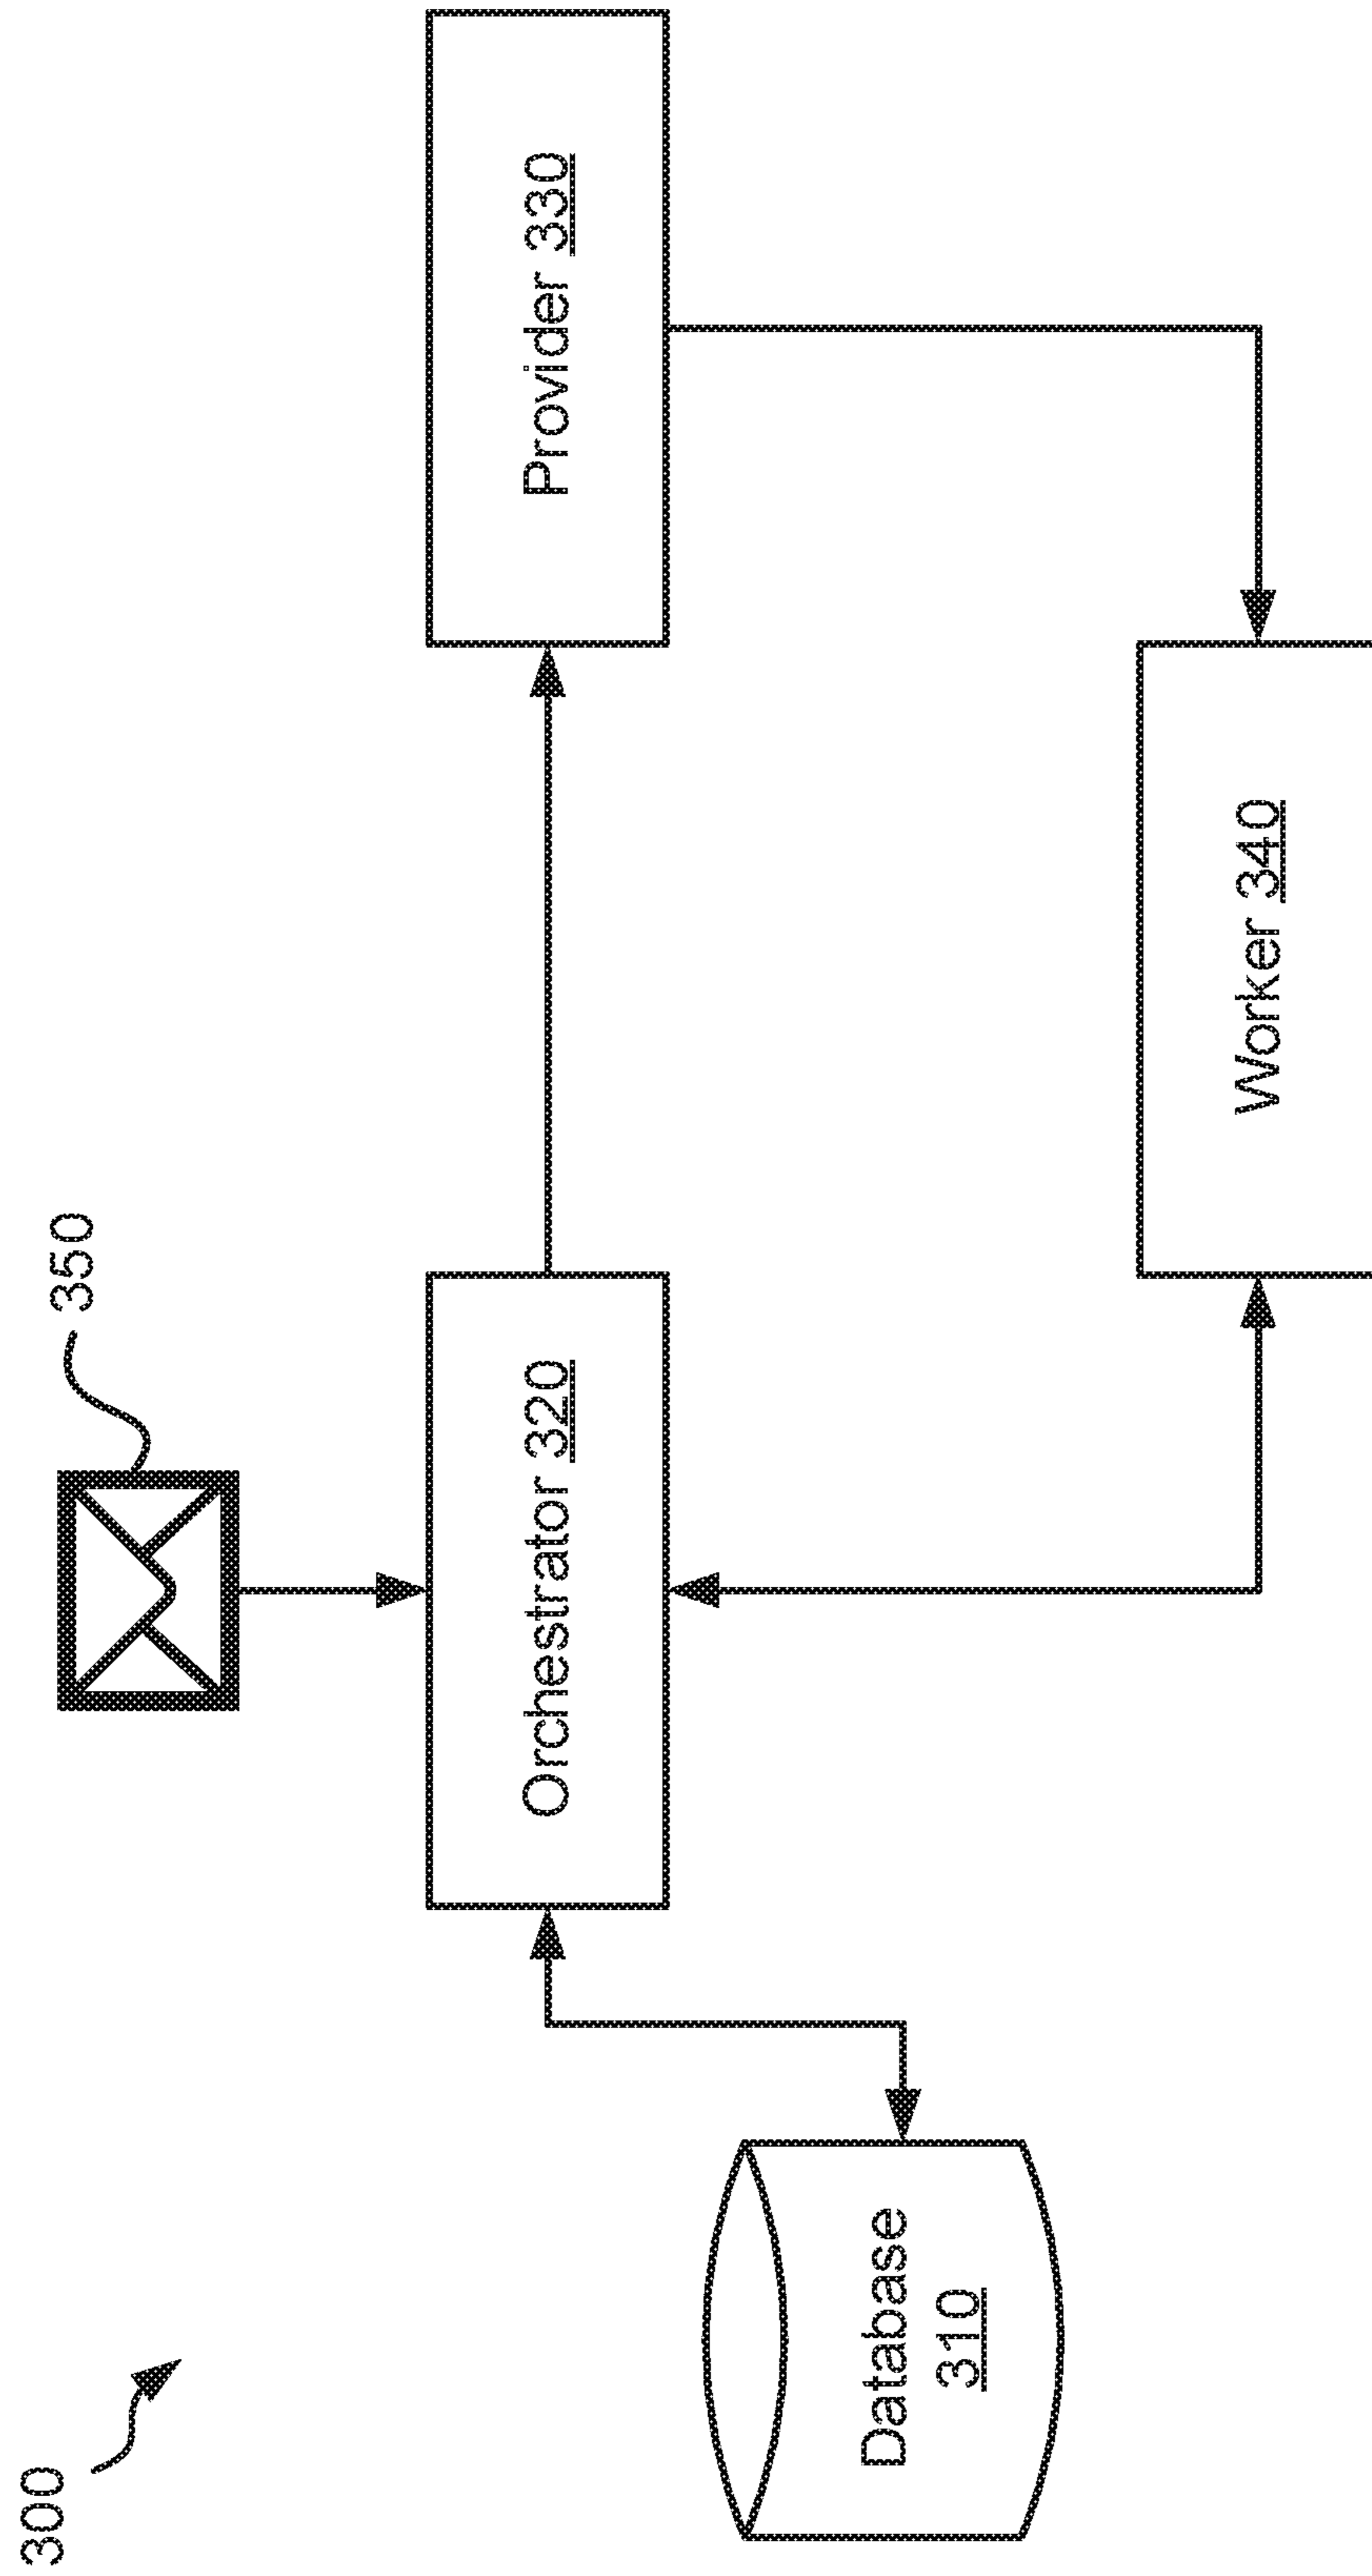 300
350
Orchestrator 320
Provider 330
Database
310
Worker 340